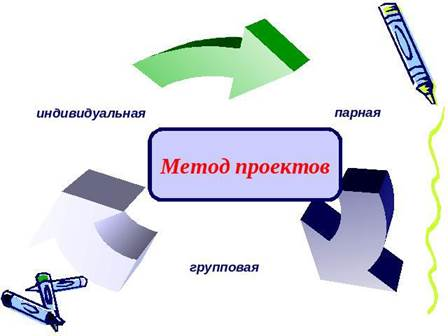 индивидуальная
парная
Метод проектов
групповая